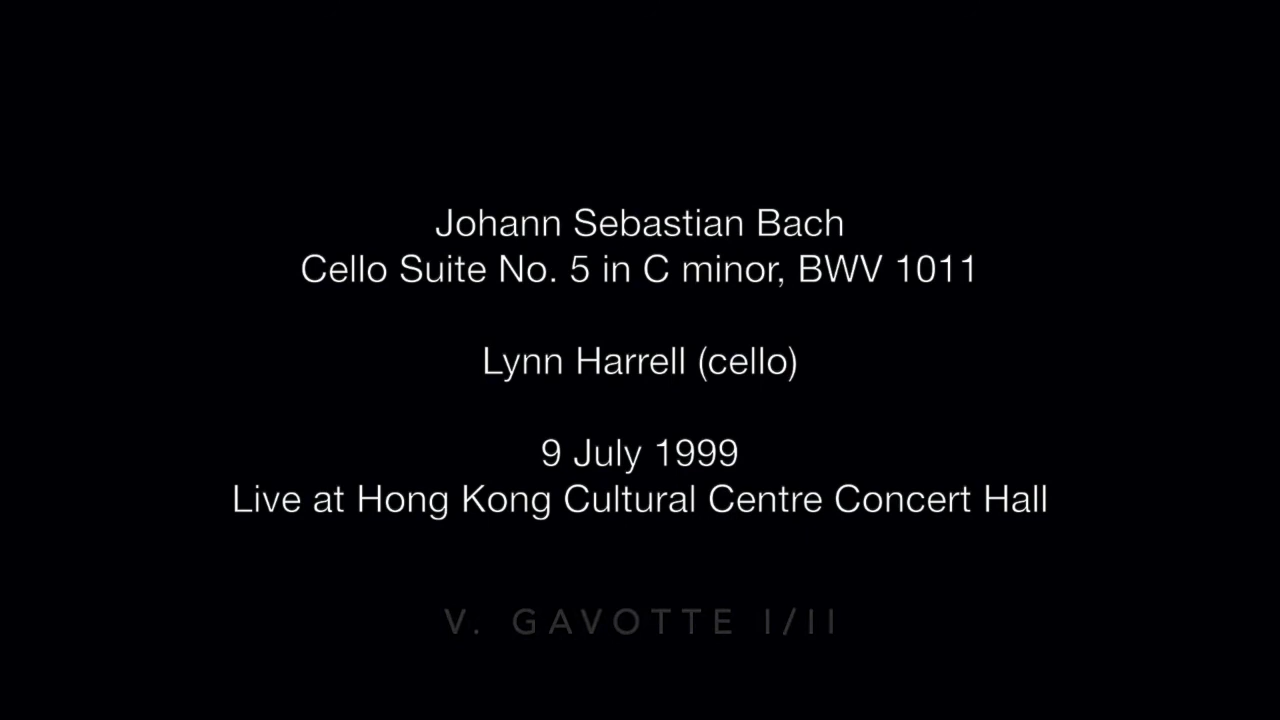 Johann Sebastian Bach
Cello Suite No. 5 in C minor, BWV 1011
Lynn Harrell (cello)
9 July 1999
Live at Hong Kong Cultural Centre Concert Hall
V. GAVOTTE I/II